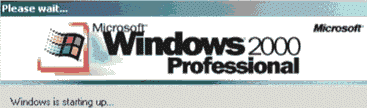 Please wait...
Microsoft
Microsoft
Windows 2000
Professional
Windows is starting up...